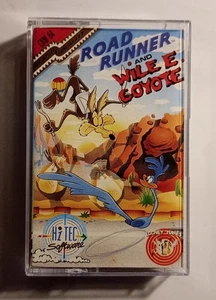 ROAD
RUNNER
AND
WILE E.
COYOTE
Hi TEC
Software